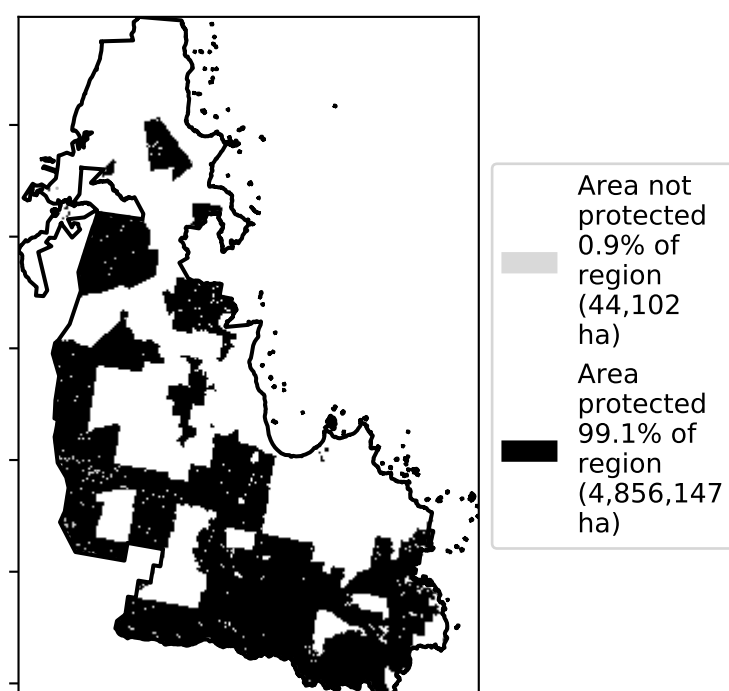 Area not
protected
0.9% of
region
(44,102
ha)
Area
protected
99.1% of
region
(4,856,147
ha)